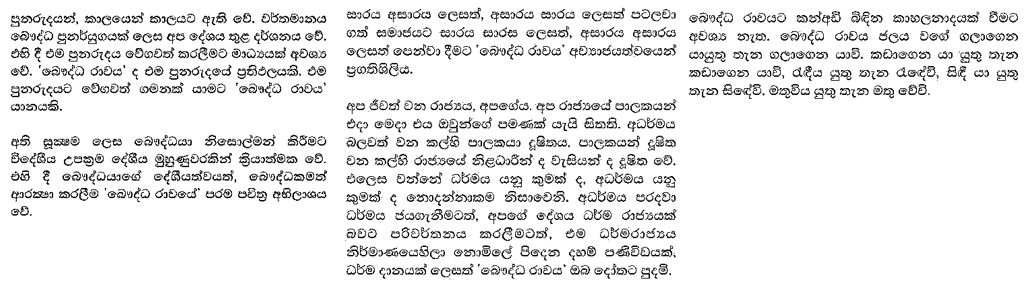 පුනරුදයන්, කාලයෙන් කාලයට ඇති වේ. වර්තමානය
බෞද්ධ පුනර්යුගයක් ලෙස අප දේශය තුළ දර්ශනය වේ.
එහි දී එම පුනරුදය වේගවත් කරලීමට මාධ්‍යයක් අවශ්‍ය
වේ. 'බෞද්ධ රාවය' ද එම පුනරුදයේ ප්‍රතිඵලයකි. එම
පුනරුදයට වේගවත් ගමනක් යාමට 'බෞද්ධ රාවය'
යානයකි.
අති සූක්‍ෂම ලෙස බෞද්ධයා නිසොල්මන් කිරීමට
විදේශීය උපක්‍රම දේශීය මුහුණුවරකින් ක්‍රියාත්මක වේ.
එහි දී බෞද්ධයාගේ දේශීයත්වයත්, බෞද්ධකමත්
ආරක්‍ෂා කරලීම 'බෞද්ධ රාවයේ' පරම පවිත්‍ර අභිලාශය
වේ.
සාරය අසාරය ලෙසත්, අසාරය සාරය ලෙසත් පටලවා
ගත් සමාජයට සාරය සාරස ලෙසත්, අසාරය අසාරය
ලෙසත් පෙන්වා දීමට 'බෞද්ධ රාවය' අව්‍යාජයත්වයෙන්
ප්‍රගතිශීලිය.
අප ජීවත් වන රාජ්‍යය, අපගේය. අප රාජ්‍යයේ පාලකයන්
එදා මෙදා එය ඔවුන්ගේ පමණක් යැයි සිතති. අධර්මය
බලවත් වන කල්හි පාලකයා දූෂිතය. පාලකයන් දූෂිත
වන කල්හි රාජ්‍යයේ නිළධාරීන් ද වැසියන් ද දූෂිත වේ.
එලෙස වන්නේ ධර්මය යනු කුමක් ද, අධර්මය යනු
කුමක් ද නොදන්නාකම නිසාවෙනි. අධර්මය පරදවා
ධර්මය ජයගැනීමටත්, අපගේ දේශය ධර්ම රාජ්‍යයක්
බවට පරිවර්තනය කරලීමටත්, එම ධර්මරාජ්‍යය
නිර්මාණයෙහිලා නොමිලේ පිදෙන දහම් පණිවිඩයක්,
ධර්ම දානයක් ලෙසත් 'බෞද්ධ රාවය' ඔබ දෝතට පුදමි.
බෞද්ධ රාවයට කන්අඩි බිඳින කාහලනාදයක් වීමට
අවශ්‍ය නැත. බෞද්ධ රාවය ජලය වගේ ගලාගෙන
යායුතු තැන ගලාගෙන යාවි. කඩාගෙන යා යුතු තැන
කඩාගෙන යාවි, රැඳීය යුතු තැන රැඳේවි, සිඳී යා යුතු
තැන සිඳේවි. මතුවිය යුතු තැන මතු වේවි.